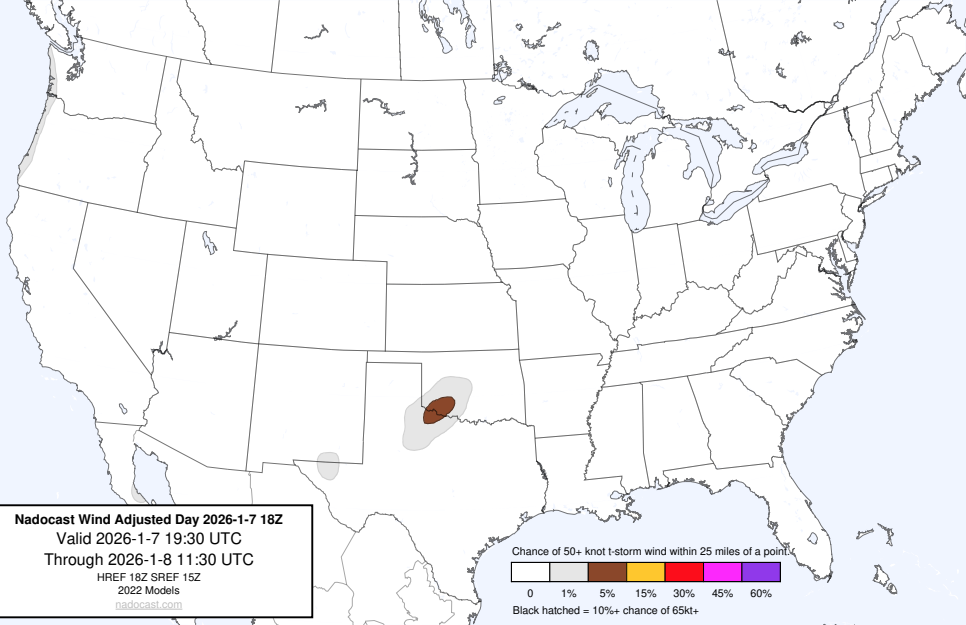 Nadocast Wind Adjusted Day 2026-1-7 18Z
Valid 2026-1-7 19:30 UTC
Through 2026-1-8 11:30 UTC
HREF 18Z SREF 15Z
2022 Models
nadocast.com
Chance of 50+ knot t-storm wind within 25 miles of a point.
0 1% 5% 15% 30% 45% 60%
Black hatched = 10%+ chance of 65kt+